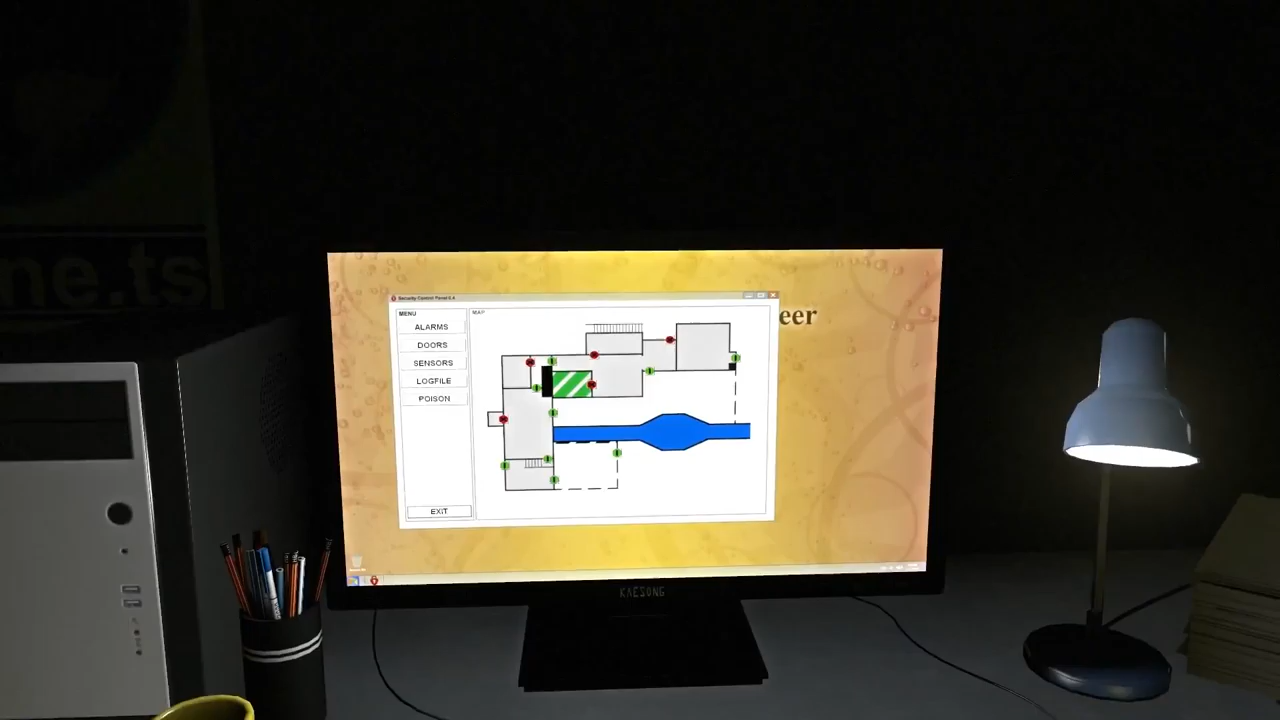 ne.ts
eer
Security Control Panel 0.4
MENU
MAP
ALARMS
DOORS
SENSORS
LOGFILE
POISON
EXIT
KAESONG